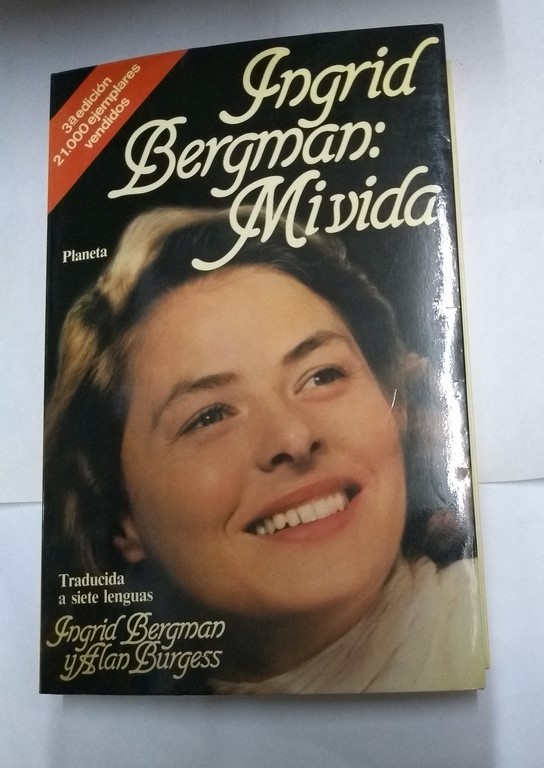 3ª edición
21.000 ejemplares
vendidos
Ingrid
Bergman:
Mi vida
Planeta
Traducida
a siete lenguas
Ingrid Bergman
y Alan Burgess